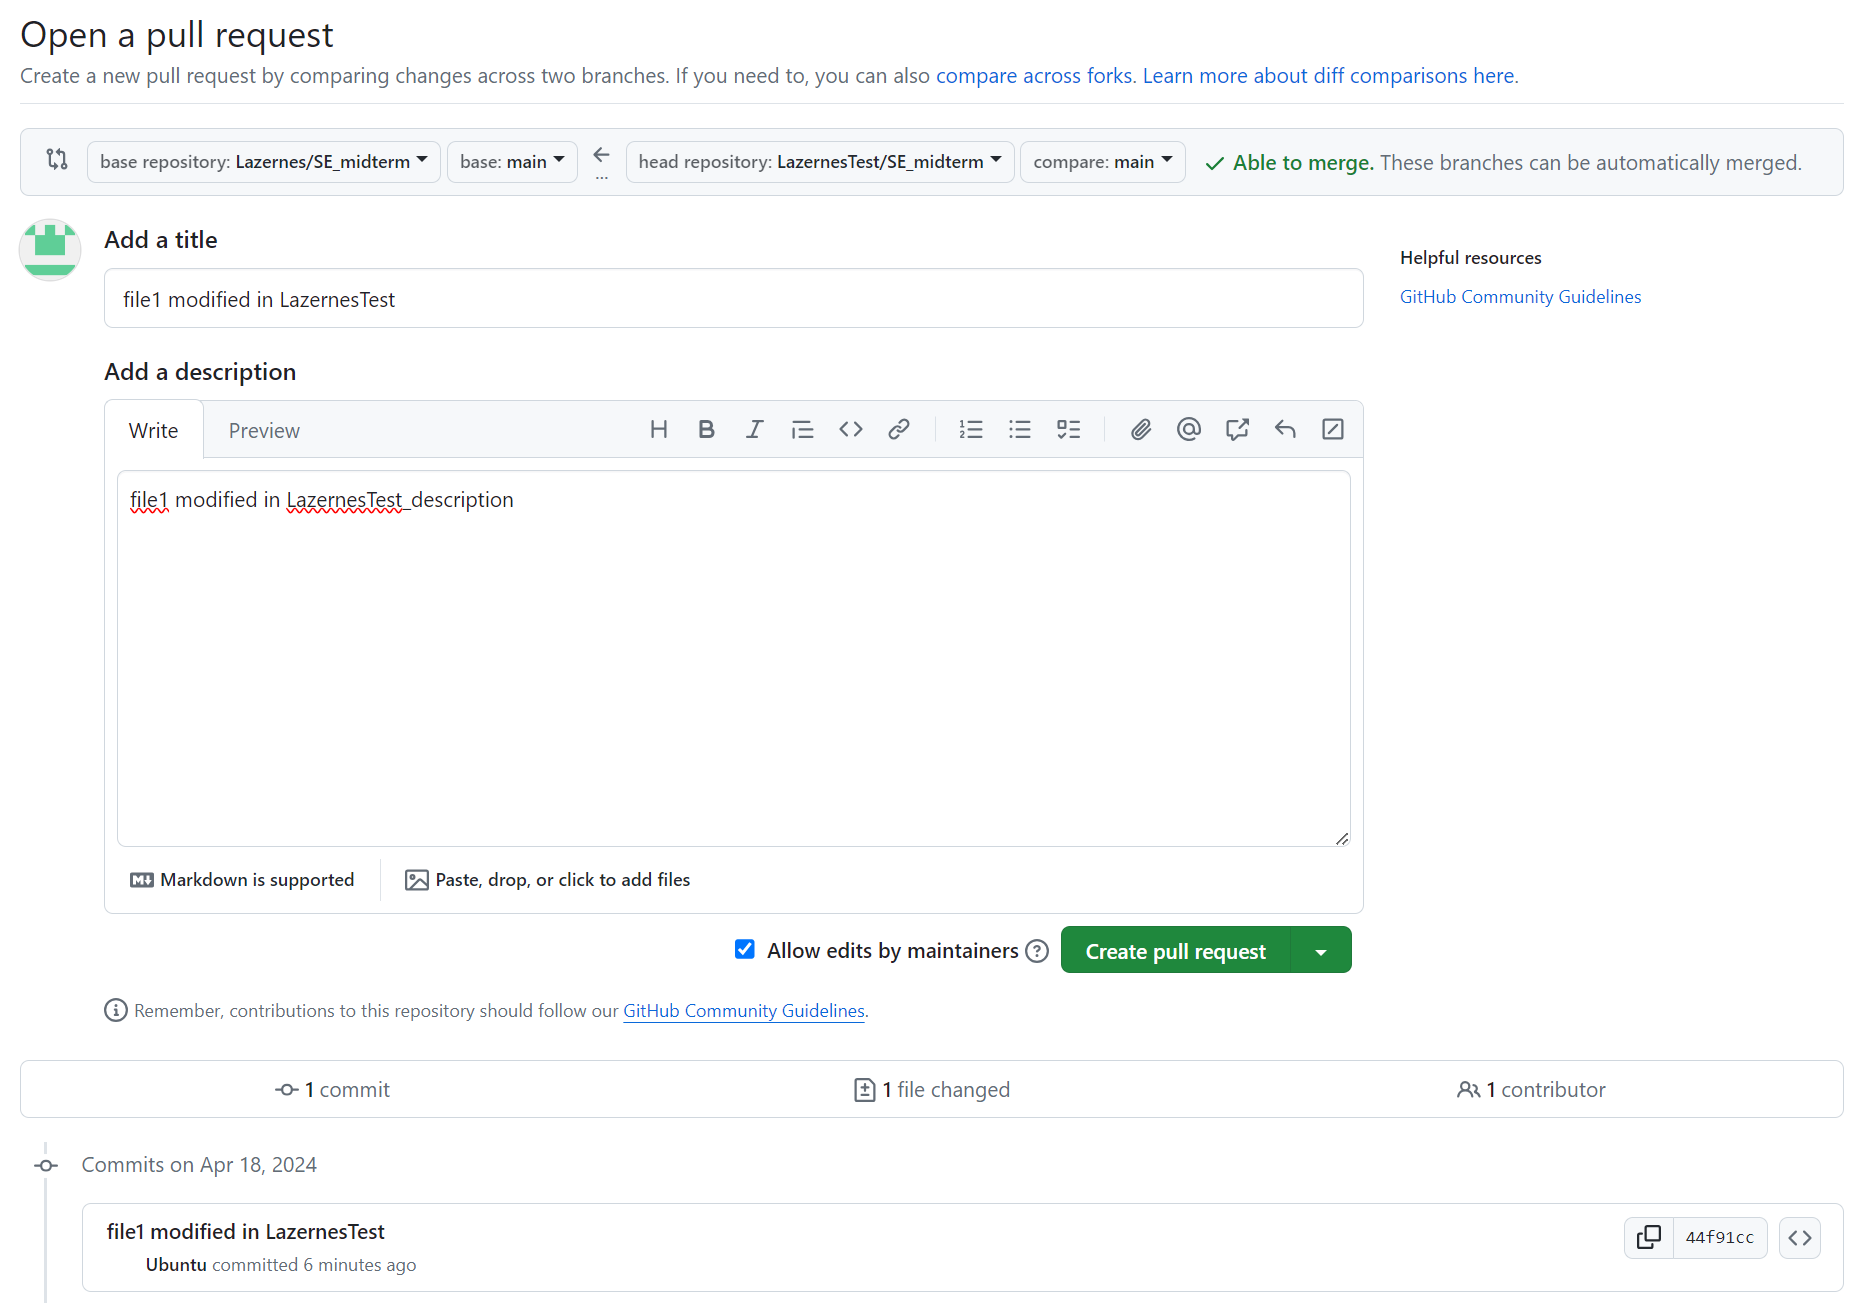 Open a pull request
Create a new pull request by comparing changes across two branches. If you need to, you can also compare across forks. Learn more about diff comparisons here.
base repository: Lazernes/SE_midterm base: main ... head repository: LazernesTest/SE_midterm compare: main Able to merge. These branches can be automatically merged.
Add a title
file1 modified in LazernesTest
Helpful resources
GitHub Community Guidelines
Add a description
Write Preview
file1 modified in LazernesTest_description
Markdown is supported Paste, drop, or click to add files
Allow edits by maintainers Create pull request
Remember, contributions to this repository should follow our GitHub Community Guidelines.
1 commit 1 file changed 1 contributor
Commits on Apr 18, 2024
file1 modified in LazernesTest
Ubuntu committed 6 minutes ago
44f91cc